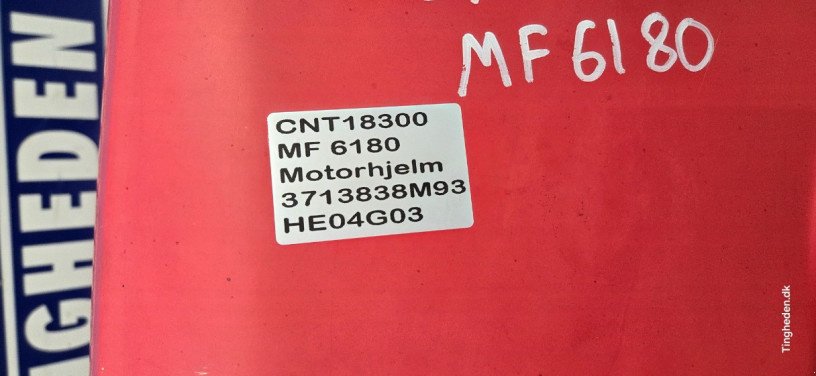 MF 6180
CNT18300
MF 6180
Motorhjelm
3713838M93
HE04G03
GHEDEN
Tingheden.dk